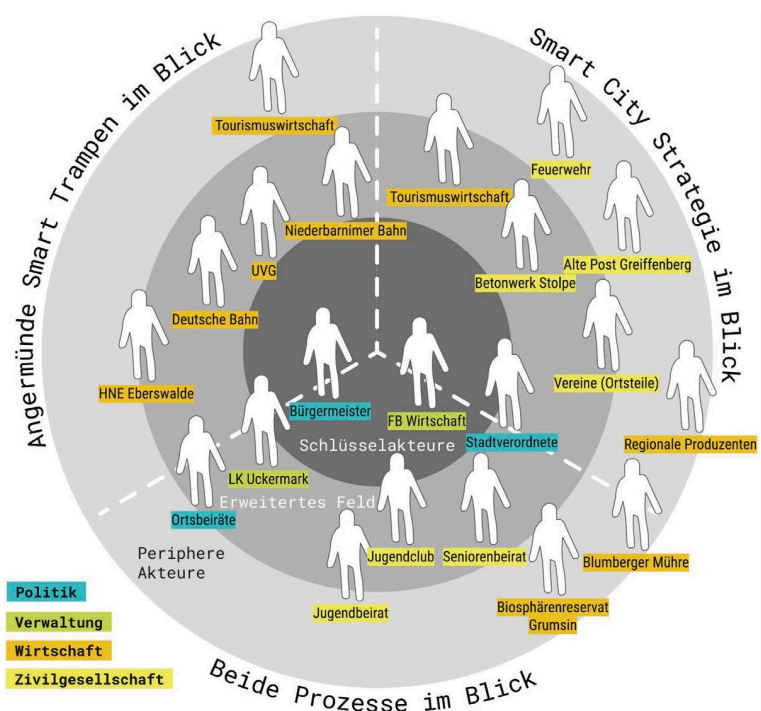 Angermünde Smart Trampen im Blick
Smart City Strategie im Blick
Tourismuswirtschaft
Feuerwehr
Tourismuswirtschaft
Niederbarnimer Bahn
UVG
Alte Post Greiffenberg
Betonwerk Stolpe
Deutsche Bahn
HNE Eberswalde
Vereine (Ortsteile)
Bürgermeister
FB Wirtschaft
Schlüsselakteure
Stadtverordnete
Regionale Produzenten
LK Uckermark
Erweitertes Feld
Ortsbeiräte
Periphere
Akteure
Jugendclub
Seniorenbeirat
Blumberger Mühre
Jugendbeirat
Biosphärenreservat
Grumsin
Politik
Verwaltung
Wirtschaft
Zivilgesellschaft
Beide Prozesse im Blick